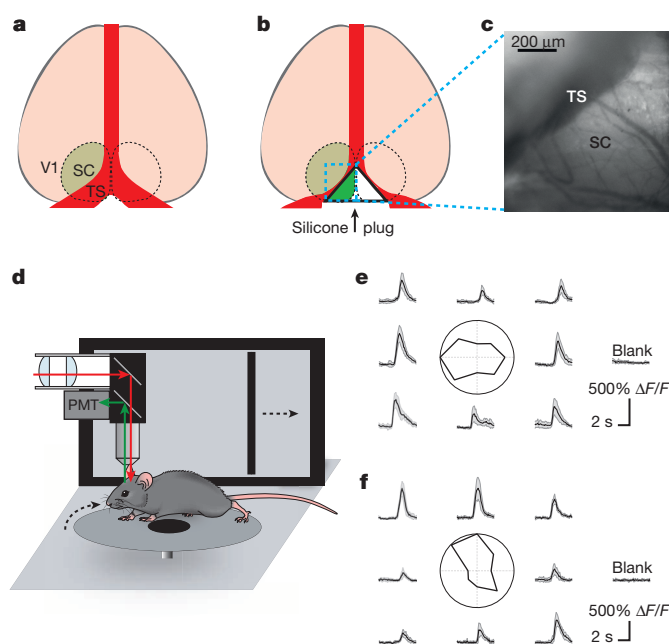 a
V1
SC
TS
b
Silicone plug
c
200 μm
TS
SC
d
PMT
e
Blank
500% ΔF/F
2 s
f
Blank
500% ΔF/F
2 s